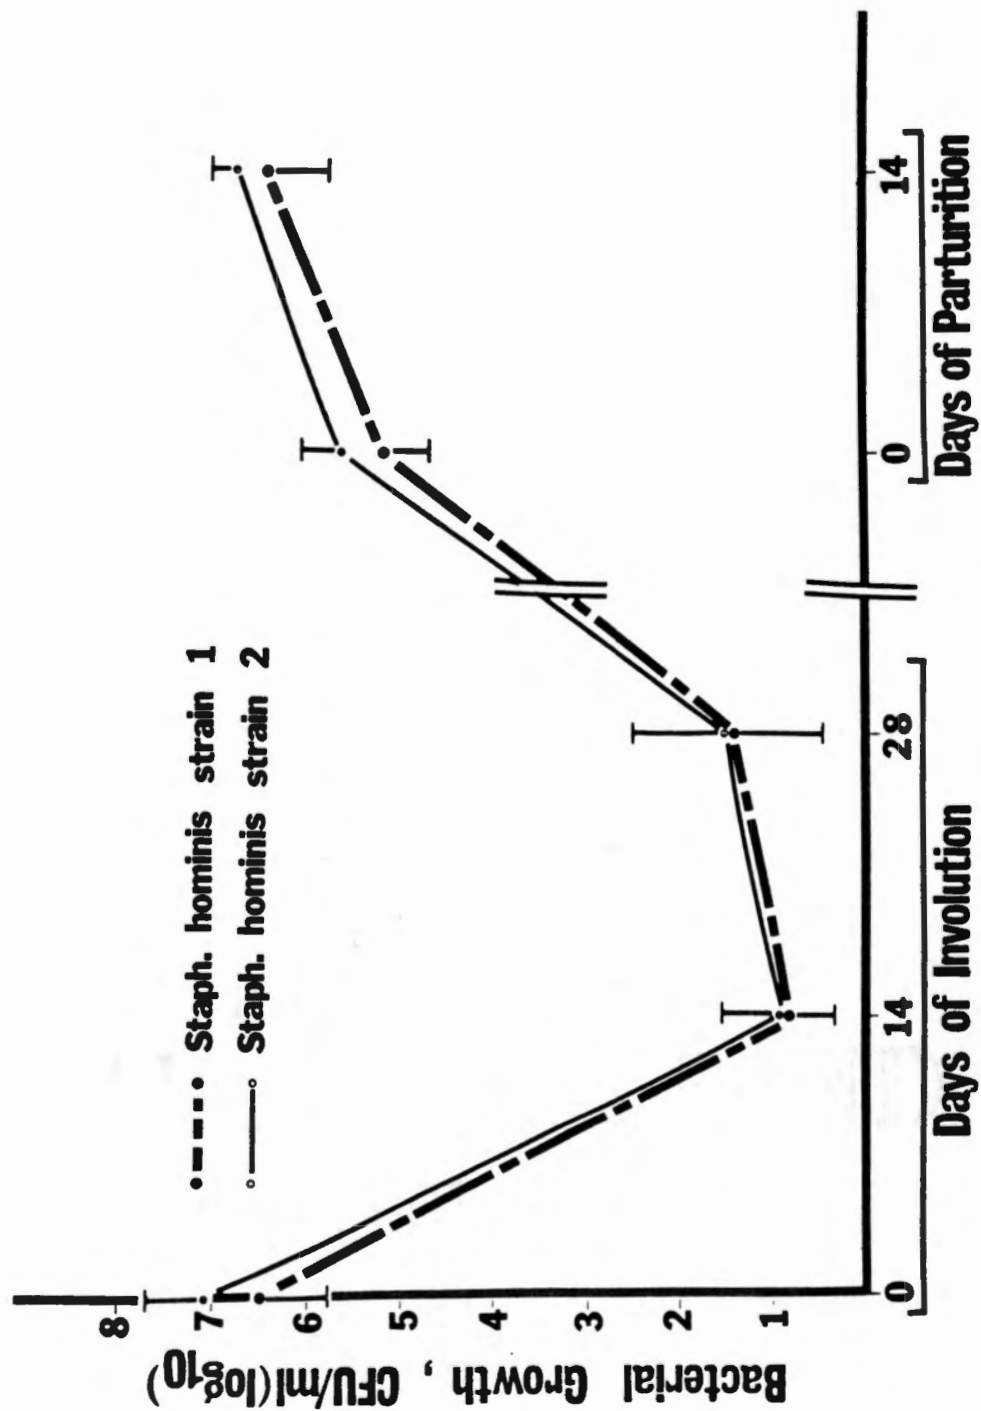 Staph. hominis strain 1
Staph. hominis strain 2
Bacterial Growth , CFU/ml(log10)
8
7
6
5
4
3
2
1
0 14 28 0 14
Days of Involution Days of Parturition